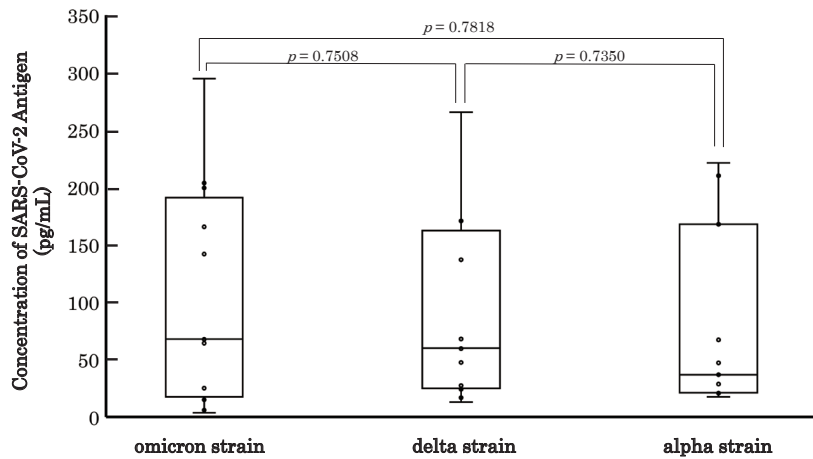 350
300
250
200
150
100
50
0
Concentration of SARS-CoV-2 Antigen
(pg/mL)
p = 0.7818
p = 0.7508
p = 0.7350
omicron strain
delta strain
alpha strain